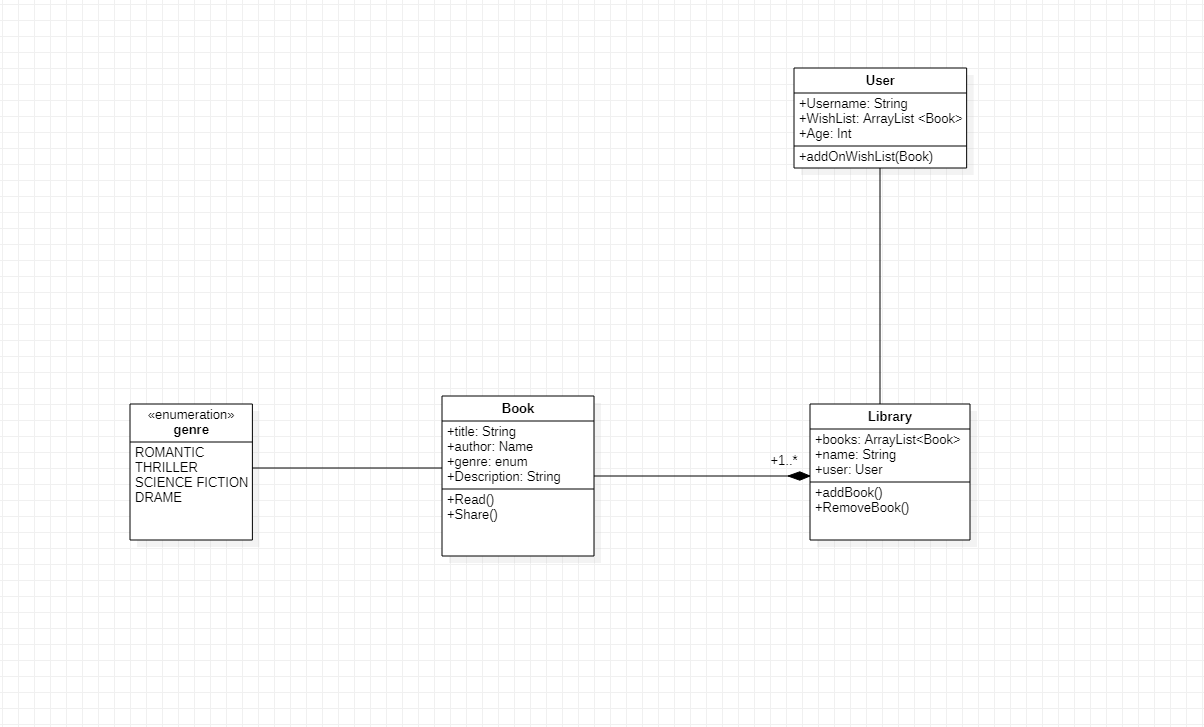 User
+Username: String
+WishList: ArrayList <Book>
+Age: Int
+addOnWishList(Book)
«enumeration»
genre
ROMANTIC
THRILLER
SCIENCE FICTION
DRAME
Book
+title: String
+author: Name
+genre: enum
+Description: String
+Read()
+Share()
+1..*
Library
+books: ArrayList<Book>
+name: String
+user: User
+addBook()
+RemoveBook()